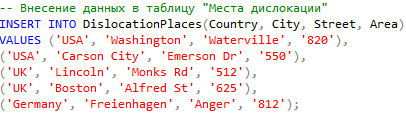 -- Внесение данных в таблицу "Места дислокации"
INSERT INTO DislocationPlaces(Country, City, Street, Area)
VALUES ('USA', 'Washington', 'Waterville', '820'),
('USA', 'Carson City', 'Emerson Dr', '550'),
('UK', 'Lincoln', 'Monks Rd', '512'),
('UK', 'Boston', 'Alfred St', '625'),
('Germany', 'Freienhagen', 'Anger', '812');